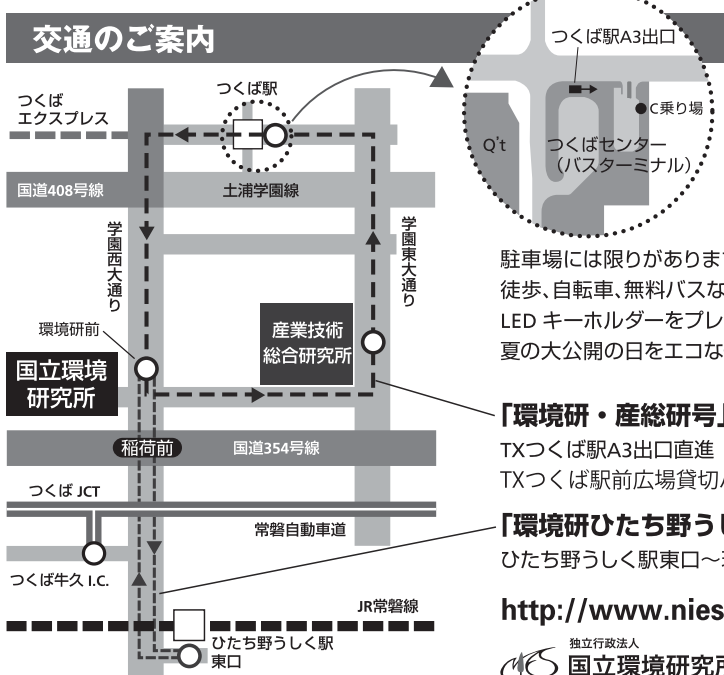 交通のご案内
つくば駅A3出口
C乗り場
Q't
つくばセンター
（バスターミナル）
つくば駅
つくば
エクスプレス
国道408号線
土浦学園線
学園西大通り
学園東大通り
環境研前
国立環境
研究所
産業技術
総合研究所
稲荷前
国道354号線
つくば JCT
常磐自動車道
つくば牛久 I.C.
JR常磐線
ひたち野うしく駅
東口
駐車場には限りがありま
徒歩、自転車、無料バスな
LED キーホルダーをプレ
夏の大公開の日をエコな
「環境研・産総研号」
TXつくば駅A3出口直進
TXつくば駅前広場貸切
「環境研ひたち野うし
ひたち野うしく駅東口～
http://www.nies
独立行政法人
国立環境研究所